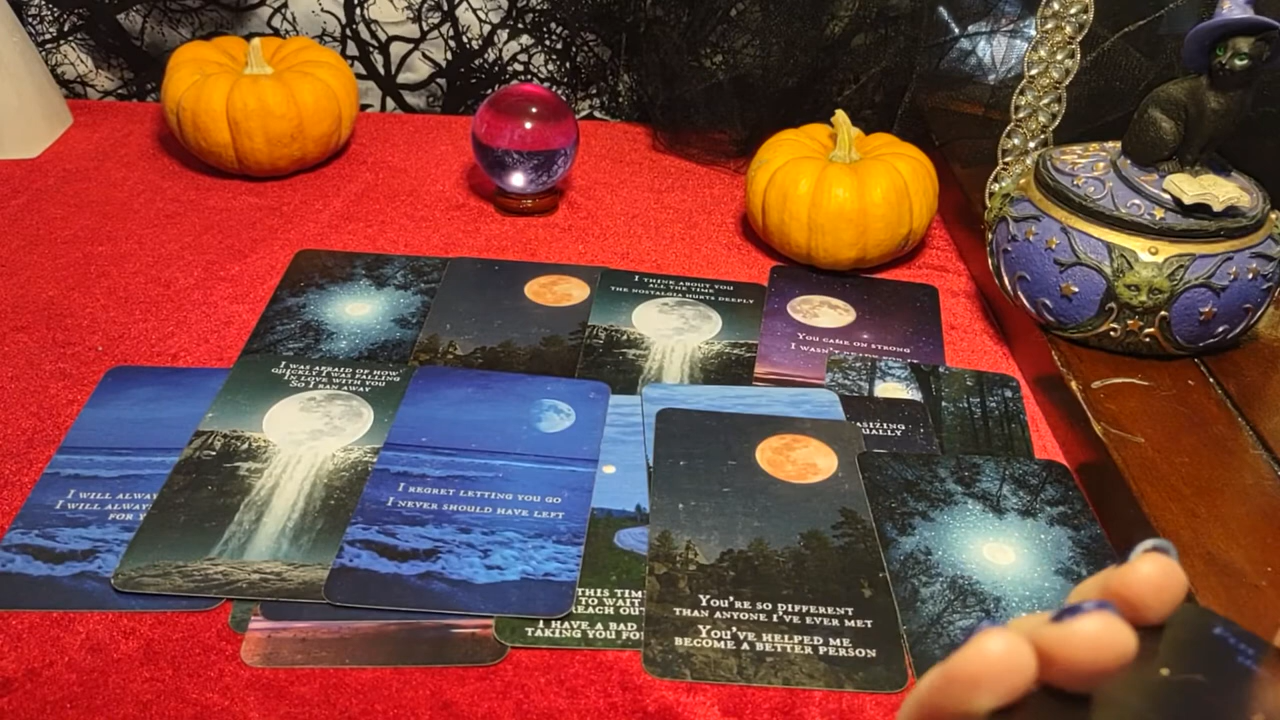 I THINK ABOUT YOU
ALL THE TIME
THE NOSTALGIA HURTS DEEPLY
YOU CAME ON STRONG
I WASN'T
I WAS AFRAID OF HOW
QUICKLY I WAS FALLING
IN LOVE WITH YOU
SO I RAN AWAY
I WILL
I WILL
FOR
I REGRET LETTING YOU GO
I NEVER SHOULD HAVE LEFT
THIS
TO WAIT
REACH OUT
I HAVE A BAD
TAKING YOU
YOU'RE SO DIFFERENT
THAN ANYONE I'VE EVER MET
YOU'VE HELPED ME
BECOME A BETTER PERSON